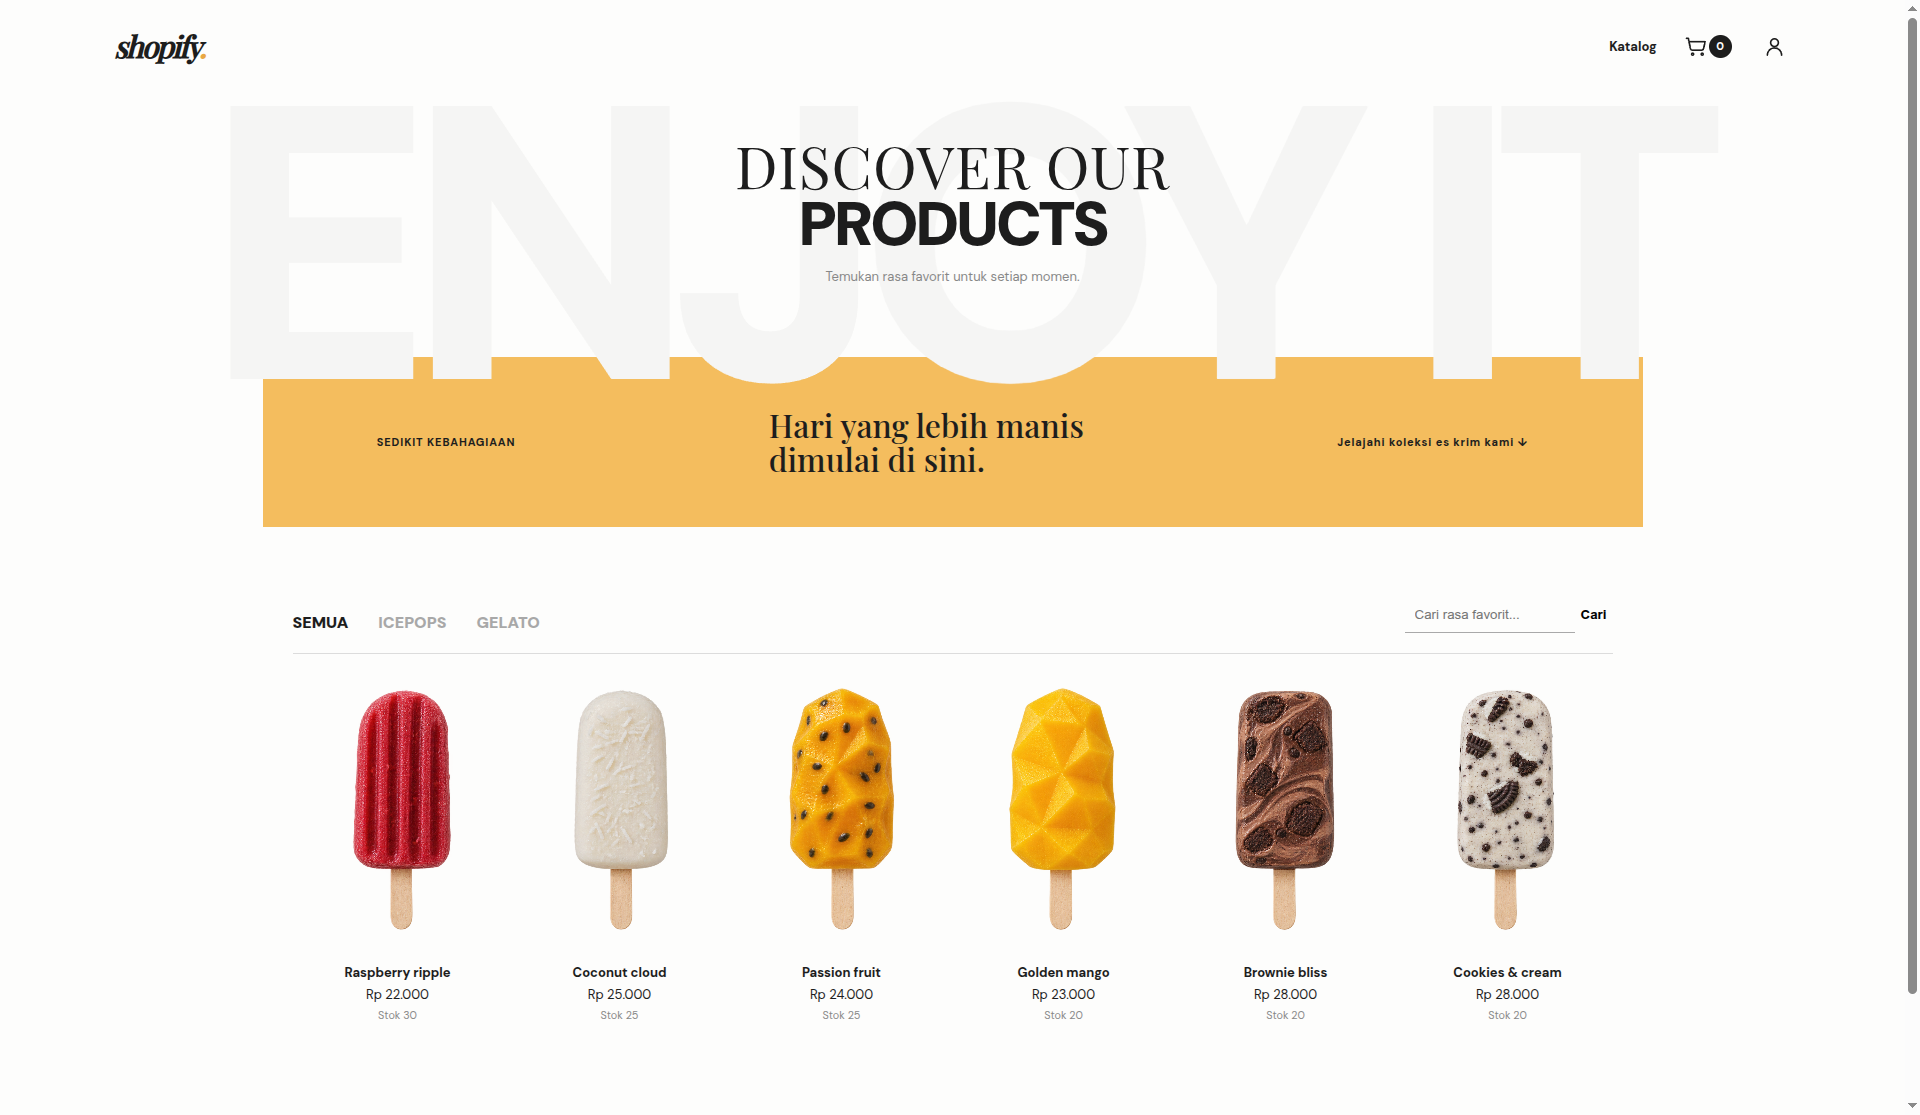 shopify.
Katalog
0
ENJOY IT
DISCOVER OUR
PRODUCTS
Temukan rasa favorit untuk setiap momen.
SEDIKIT KEBAHAGIAAN
Hari yang lebih manis
dimulai di sini.
Jelajahi koleksi es krim kami ↓
SEMUA
ICEPOPS
GELATO
Cari rasa favorit...
Cari
Raspberry ripple
Rp 22.000
Stok 30
Coconut cloud
Rp 25.000
Stok 25
Passion fruit
Rp 24.000
Stok 25
Golden mango
Rp 23.000
Stok 20
Brownie bliss
Rp 28.000
Stok 20
Cookies & cream
Rp 28.000
Stok 20